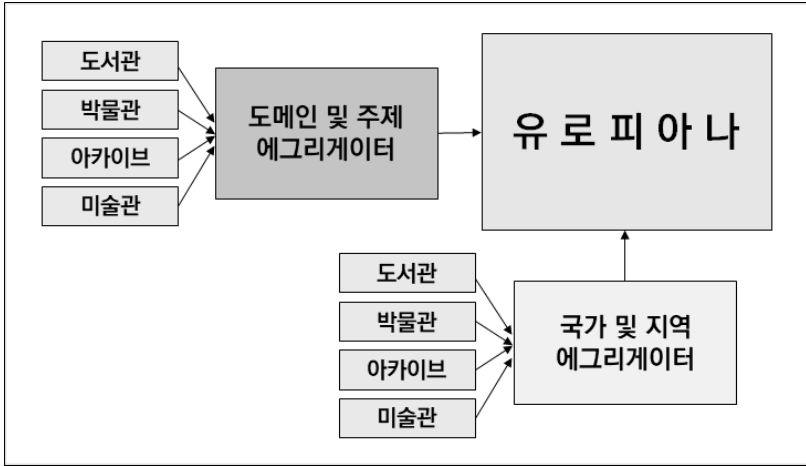 도서관
박물관
아카이브
미술관
도메인 및 주제
에그리게이터
유 로 피 아 나
도서관
박물관
아카이브
미술관
국가 및 지역
에그리게이터